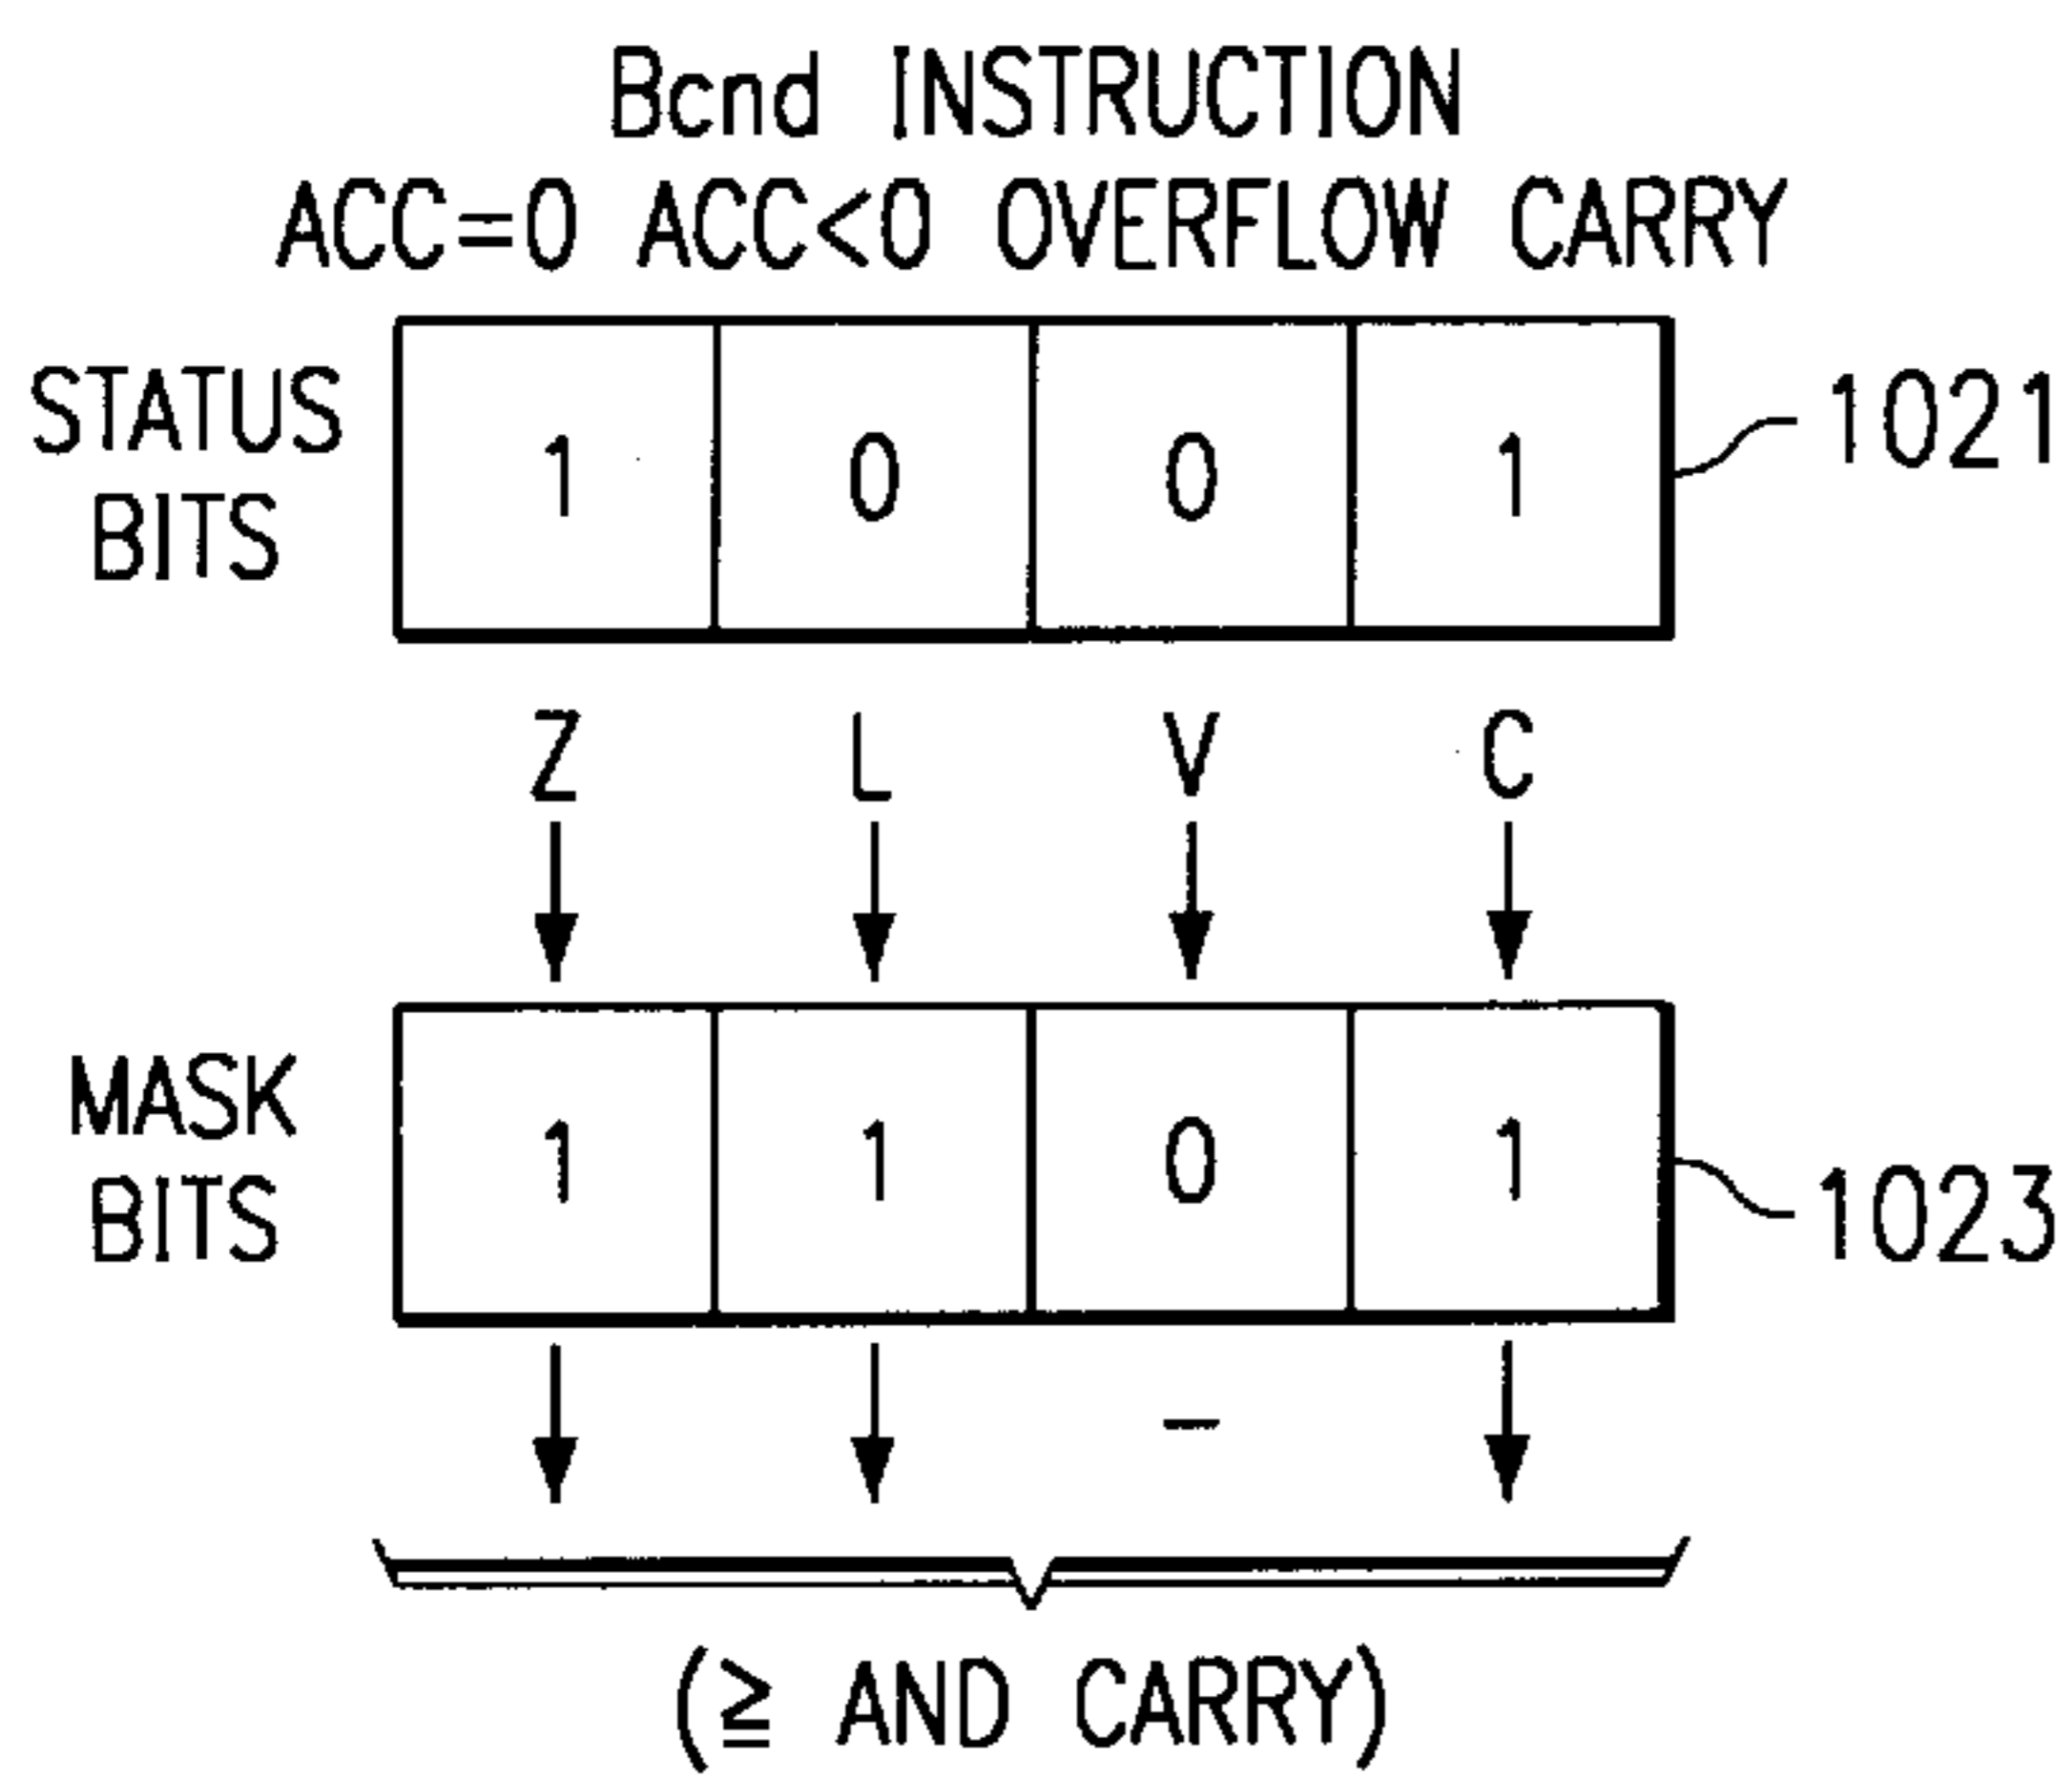 Bcnd INSTRUCTION
ACC=0 ACC<0 OVERFLOW CARRY
STATUS BITS
1 0 0 1
1021
Z L V C
MASK BITS
1 1 0 1
1023
–
(≧ AND CARRY)